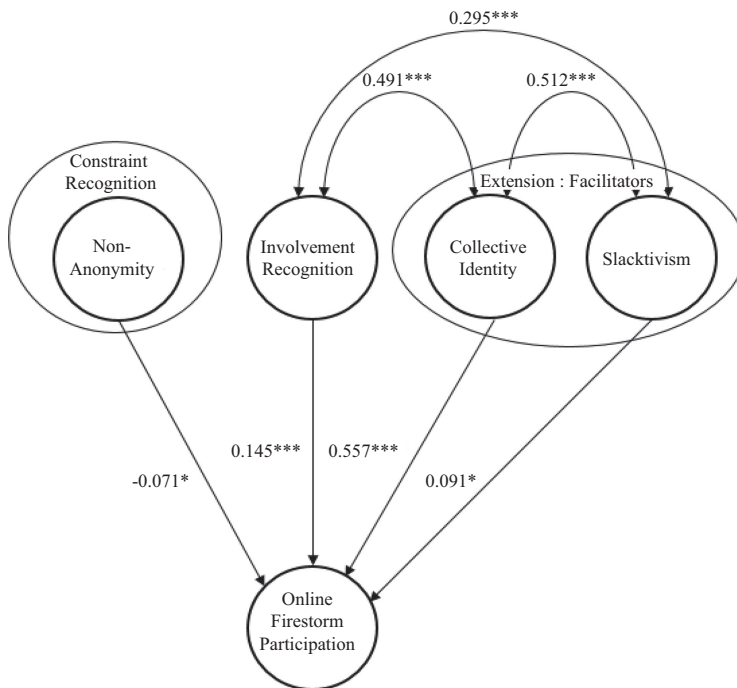 0.295***
0.491***
0.512***
Constraint
Recognition
Extension : Facilitators
Non-
Anonymity
Involvement
Recognition
Collective
Identity
Slacktivism
0.145***
0.557***
-0.071*
0.091*
Online
Firestorm
Participation